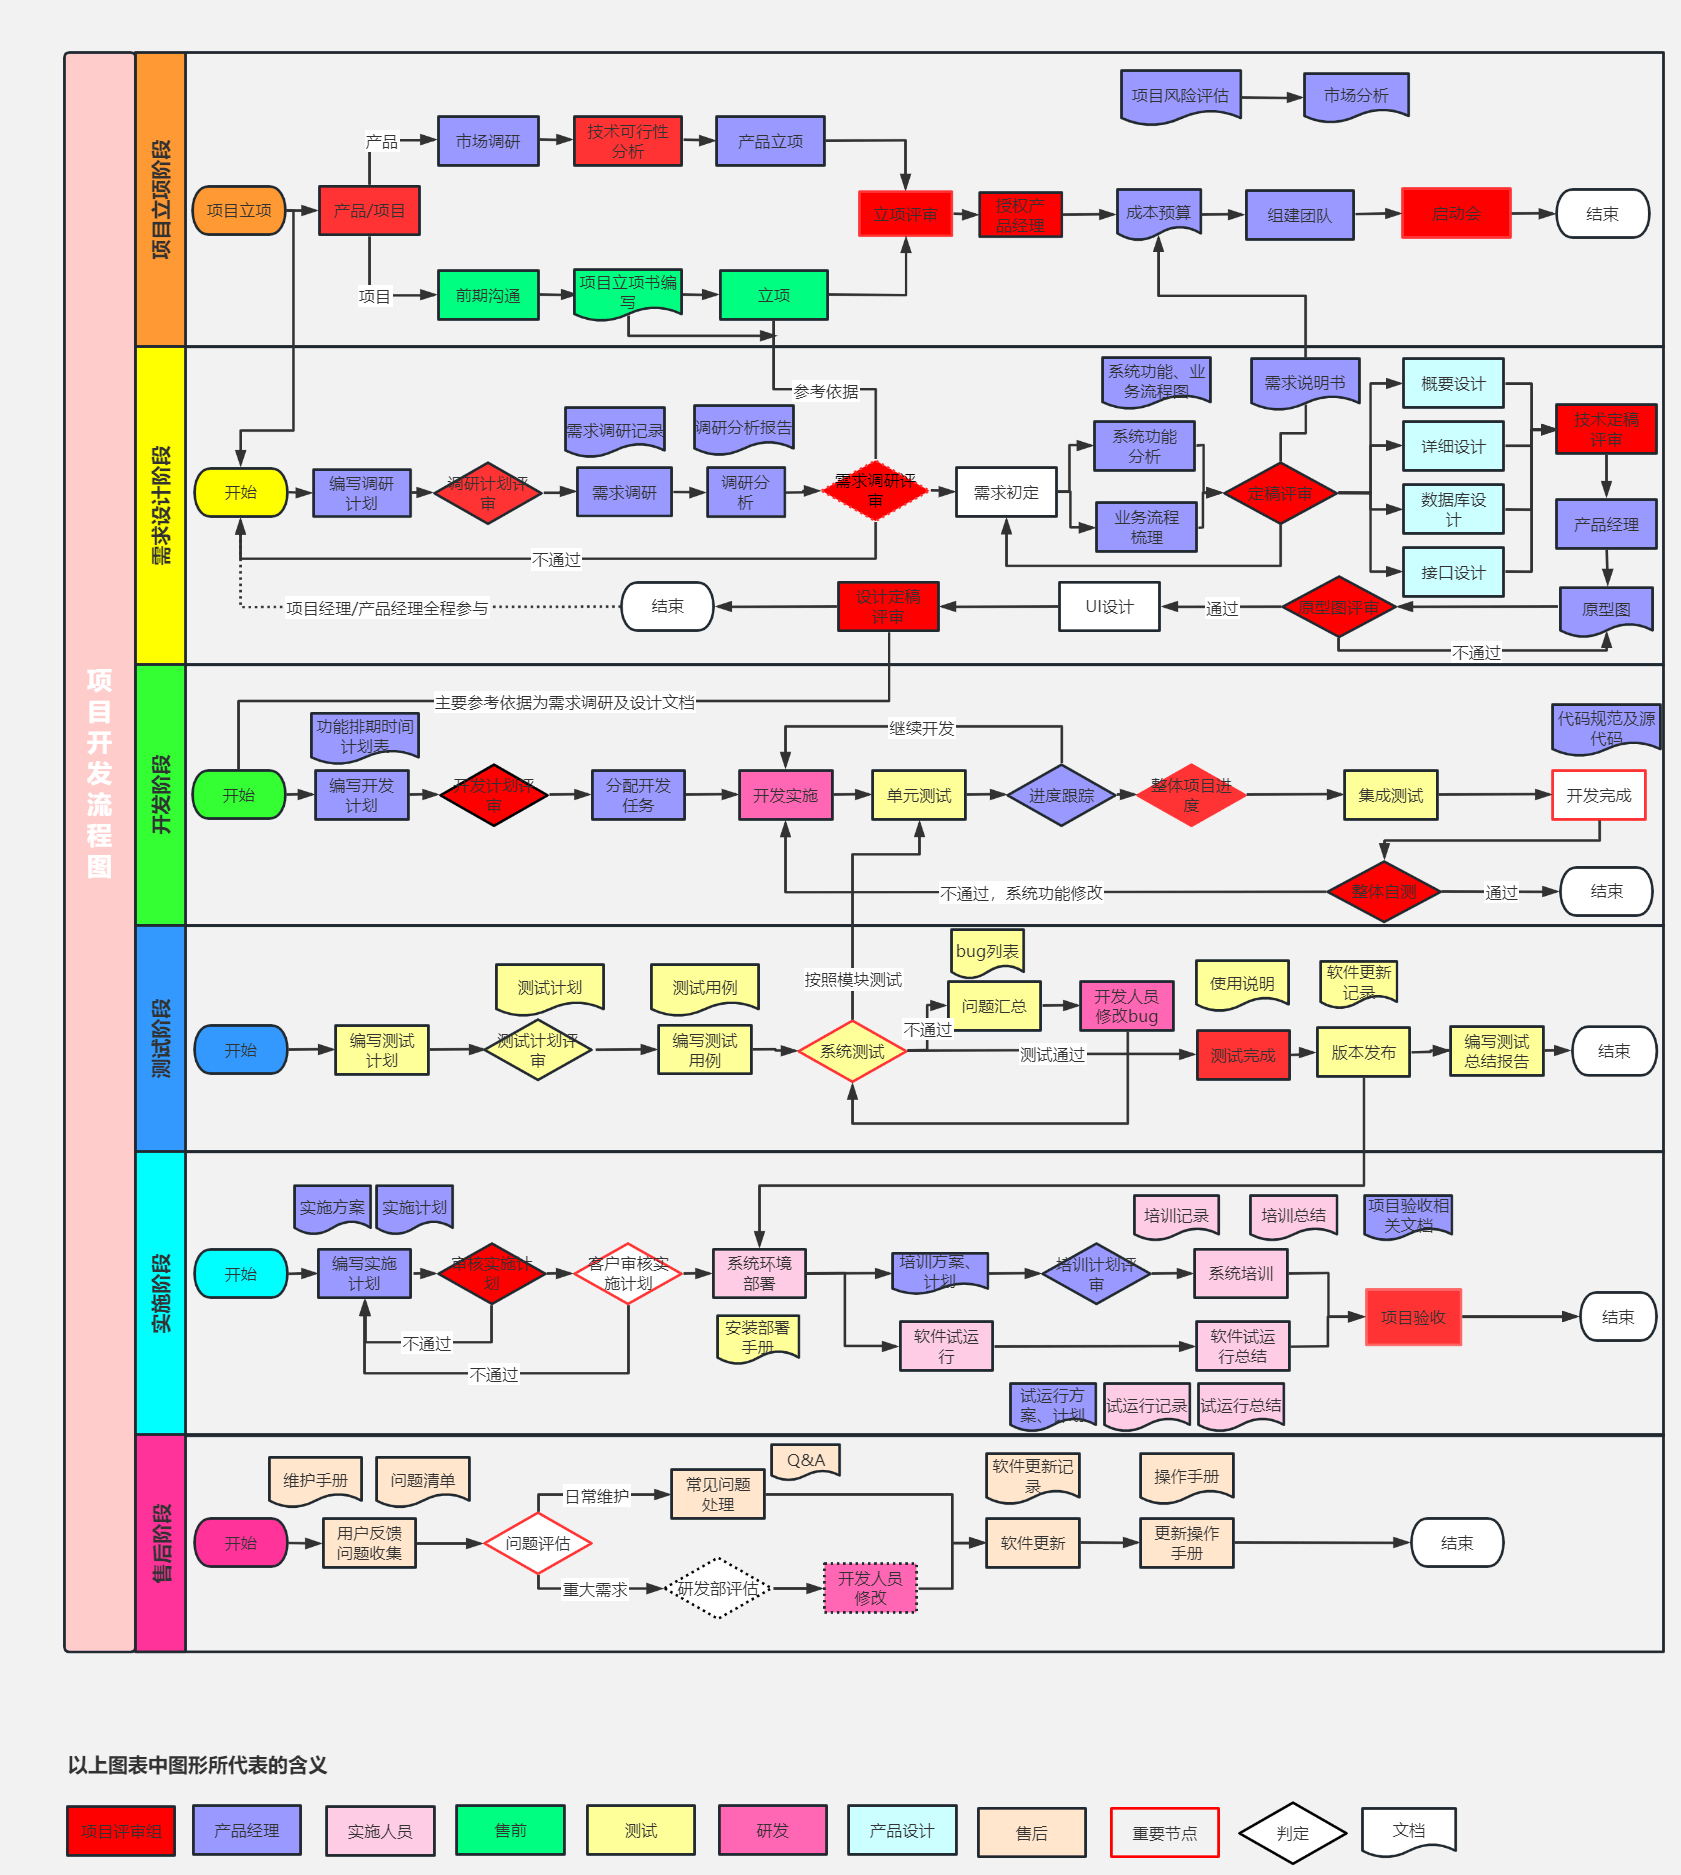 项目开发流程图
项目立项阶段
项目风险评估
市场分析
产品
市场调研
技术可行性
分析
产品立项
项目立项
产品/项目
立项评审
授权产
品经理
成本预算
组建团队
启动会
结束
项目
前期沟通
项目立项书编
写
立项
需求设计阶段
参考依据
系统功能、业
务流程图
需求说明书
概要设计
需求调研记录
调研分析报告
技术定稿
评审
系统功能
分析
详细设计
开始
编写调研
计划
调研计划评
审
需求调研
调研分
析
需求调研评
审
需求初定
定稿评审
业务流程
梳理
数据库设
计
产品经理
不通过
接口设计
项目经理/产品经理全程参与
结束
设计定稿
评审
UI设计
通过
原型图评审
原型图
不通过
开发阶段
主要参考依据为需求调研及设计文档
功能排期时间
计划表
继续开发
代码规范及源
代码
开始
编写开发
计划
开发计划评
审
分配开发
任务
开发实施
单元测试
进度跟踪
整体项目进
度
集成测试
开发完成
不通过，系统功能修改
整体自测
通过
结束
测试阶段
bug列表
按照模块测试
测试计划
测试用例
使用说明
软件更新
记录
问题汇总
开发人员
修改bug
不通过
开始
编写测试
计划
测试计划评
审
编写测试
用例
系统测试
测试通过
测试完成
版本发布
编写测试
总结报告
结束
实施阶段
实施方案
实施计划
培训记录
培训总结
项目验收相
关文档
开始
编写实施
计划
审核实施计
划
客户审核实
施计划
系统环境
部署
培训方案、
计划
培训计划评
审
系统培训
项目验收
结束
不通过
安装部署
手册
软件试运
行
软件试运
行总结
不通过
试运行方
案、计划
试运行记录
试运行总结
售后阶段
维护手册
问题清单
Q&A
软件更新记
录
操作手册
日常维护
常见问题
处理
开始
用户反馈
问题收集
问题评估
软件更新
更新操作
手册
结束
重大需求
研发部评估
开发人员
修改
以上图表中图形所代表的含义
项目评审组
产品经理
实施人员
售前
测试
研发
产品设计
售后
重要节点
判定
文档